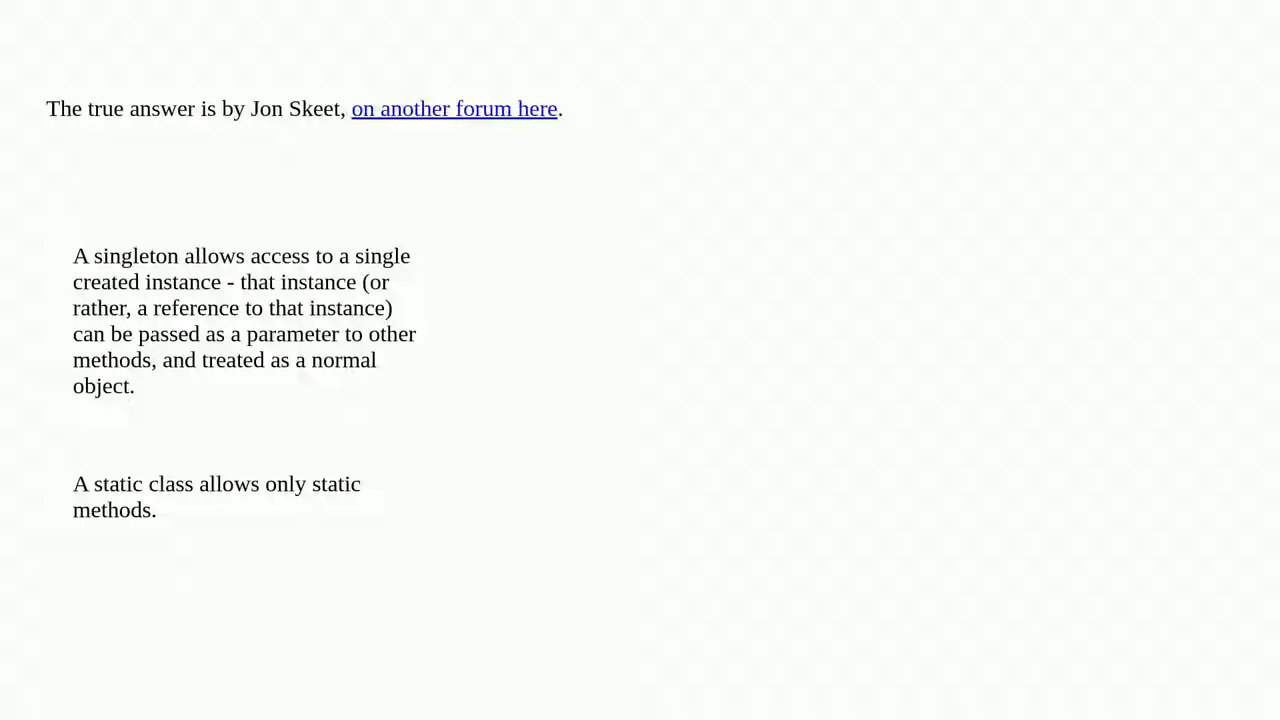 The true answer is by Jon Skeet, on another forum here.
A singleton allows access to a single
created instance - that instance (or
rather, a reference to that instance)
can be passed as a parameter to other
methods, and treated as a normal
object.
A static class allows only static
methods.